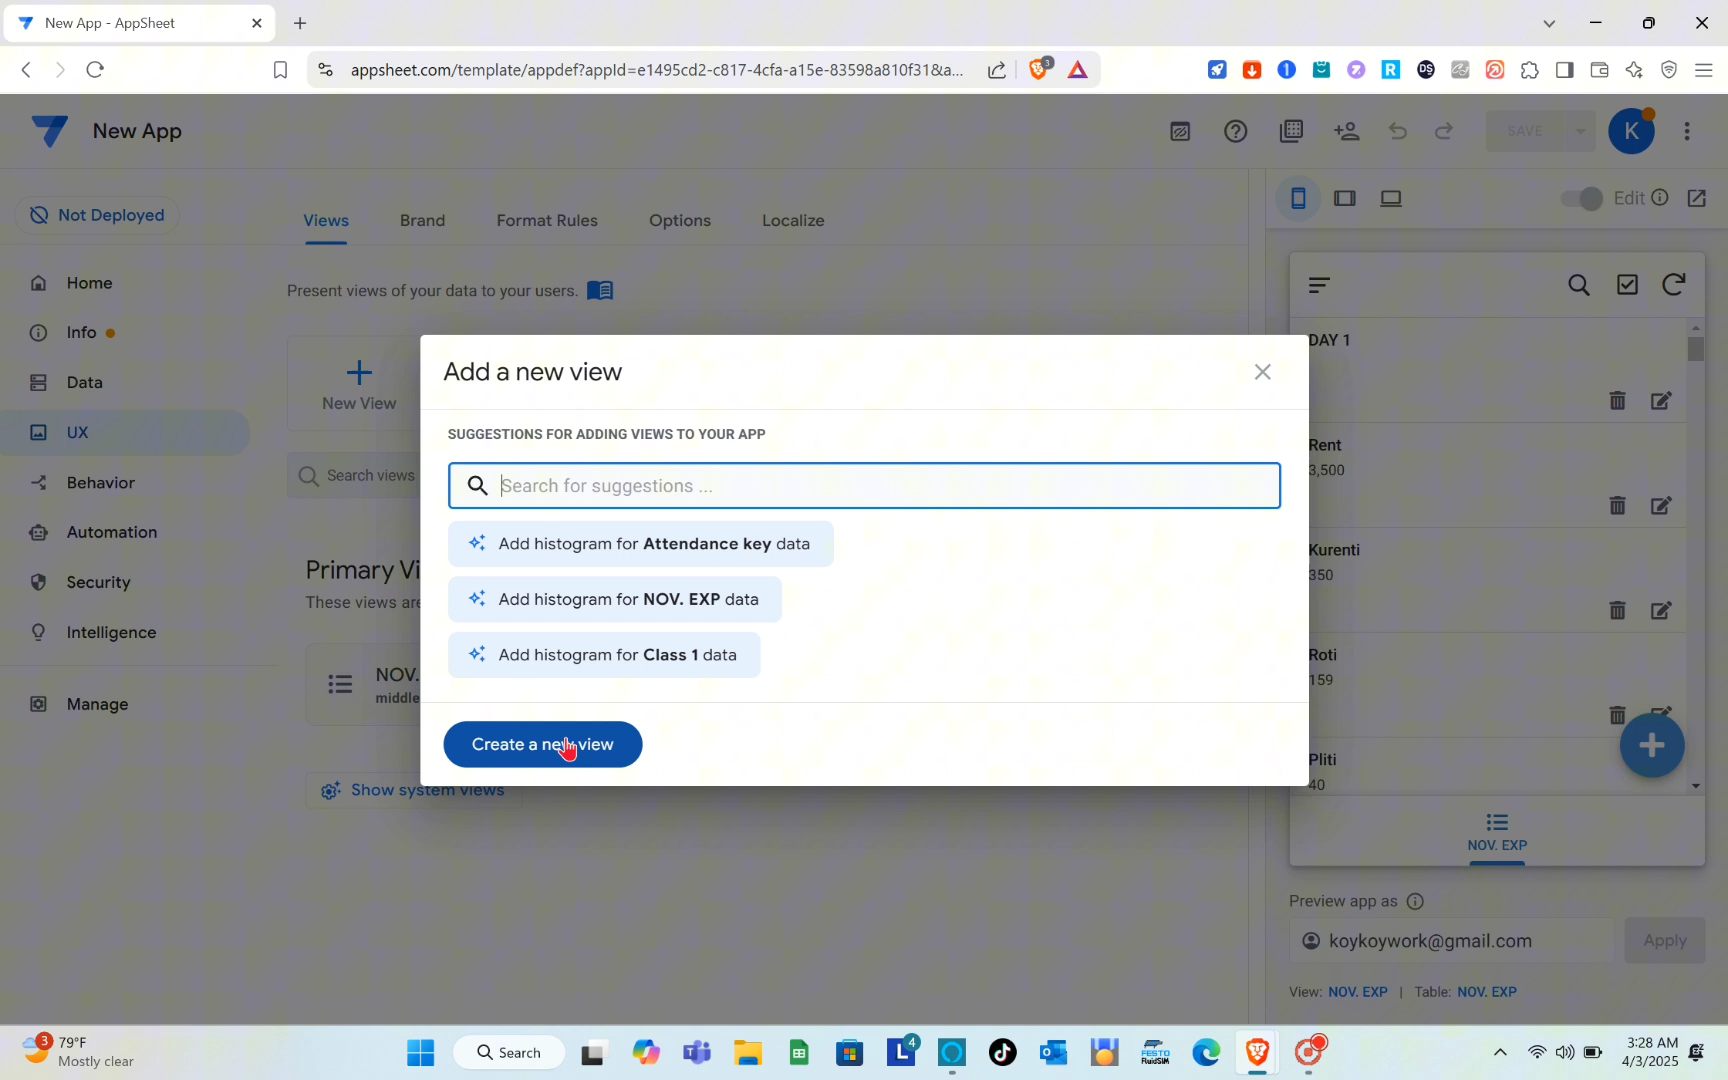 New App - AppSheet
appsheet.com/template/appdef?appId=e1495cd2-c817-4cfa-a15e-83598a810f31&a...
3
New App
SAVE
K
Not Deployed
Views
Brand
Format Rules
Options
Localize
Edit
Home
Info
Data
UX
Behavior
Automation
Security
Intelligence
Manage
Present views of your data to your users.
New View
Search views
Primary Vi
These views are
NOV.
middle
Show system views
Add a new view
SUGGESTIONS FOR ADDING VIEWS TO YOUR APP
Search for suggestions ...
Add histogram for Attendance key data
Add histogram for NOV. EXP data
Add histogram for Class 1 data
Create a new view
DAY 1
Rent
3,500
Kurenti
350
Roti
159
Pliti
40
NOV. EXP
Preview app as
koykoywork@gmail.com
Apply
View: NOV. EXP | Table: NOV. EXP
3
79°F
Mostly clear
Search
L
4
FESTO
FluidSIM
3:28 AM
4/3/2025